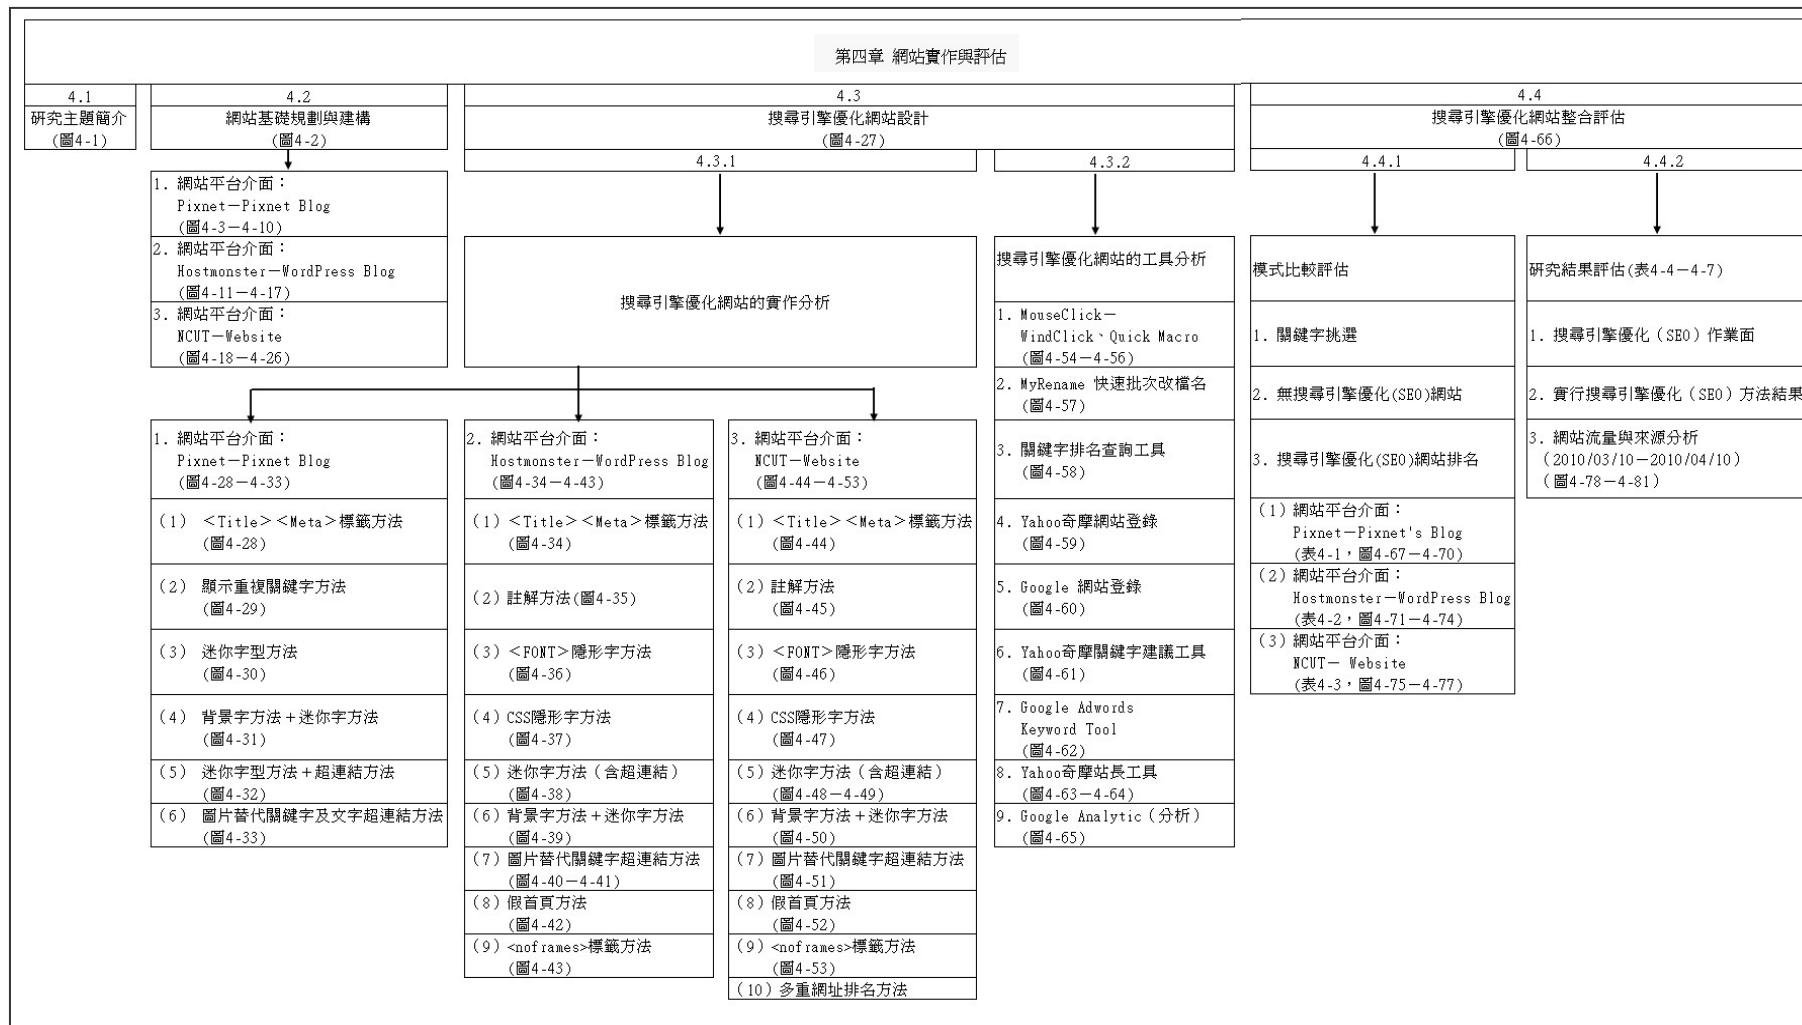 第四章 網站實作與評估
4.1
研究主題簡介
(圖4-1)
4.2
網站基礎規劃與建構
(圖4-2)
1. 網站平台介面：
Pixnet－Pixnet Blog
(圖4-3－4-10)
2. 網站平台介面：
Hostmonster－WordPress Blog
(圖4-11－4-17)
3. 網站平台介面：
NCUT－Website
(圖4-18－4-26)
4.3
搜尋引擎優化網站設計
(圖4-27)
4.3.1
搜尋引擎優化網站的實作分析
1. 網站平台介面：
Pixnet－Pixnet Blog
(圖4-28－4-33)
(1) ＜Title＞＜Meta＞標籤方法
(圖4-28)
(2) 顯示重複關鍵字方法
(圖4-29)
(3) 迷你字型方法
(圖4-30)
(4) 背景字方法＋迷你字方法
(圖4-31)
(5) 迷你字型方法＋超連結方法
(圖4-32)
(6) 圖片替代關鍵字及文字超連結方法
(圖4-33)
2. 網站平台介面：
Hostmonster－WordPress Blog
(圖4-34－4-43)
(1)＜Title＞＜Meta＞標籤方法
(圖4-34)
(2)註解方法(圖4-35)
(3)＜FONT＞隱形字方法
(圖4-36)
(4)CSS隱形字方法
(圖4-37)
(5)迷你字方法（含超連結）
(圖4-38)
(6)背景字方法＋迷你字方法
(圖4-39)
(7)圖片替代關鍵字超連結方法
(圖4-40－4-41)
(8)假首頁方法
(圖4-42)
(9)<noframes>標籤方法
(圖4-43)
3. 網站平台介面：
NCUT－Website
(圖4-44－4-53)
(1)＜Title＞＜Meta＞標籤方法
(圖4-44)
(2)註解方法
(圖4-45)
(3)＜FONT＞隱形字方法
(圖4-46)
(4)CSS隱形字方法
(圖4-47)
(5)迷你字方法（含超連結）
(圖4-48－4-49)
(6)背景字方法＋迷你字方法
(圖4-50)
(7)圖片替代關鍵字超連結方法
(圖4-51)
(8)假首頁方法
(圖4-52)
(9)<noframes>標籤方法
(圖4-53)
(10)多重網址排名方法
4.3.2
搜尋引擎優化網站的工具分析
1. MouseClick－
WindClick、Quick Macro
(圖4-54－4-56)
2. MyRename 快速批次改檔名
(圖4-57)
3. 關鍵字排名查詢工具
(圖4-58)
4. Yahoo奇摩網站登錄
(圖4-59)
5. Google 網站登錄
(圖4-60)
6. Yahoo奇摩關鍵字建議工具
(圖4-61)
7. Google Adwords
Keyword Tool
(圖4-62)
8. Yahoo奇摩站長工具
(圖4-63－4-64)
9. Google Analytic（分析）
(圖4-65)
4.4
搜尋引擎優化網站整合評估
(圖4-66)
4.4.1
模式比較評估
1. 關鍵字挑選
2. 無搜尋引擎優化(SEO)網站
3. 搜尋引擎優化(SEO)網站排名
(1)網站平台介面：
Pixnet－Pixnet's Blog
(表4-1，圖4-67－4-70)
(2)網站平台介面：
Hostmonster－WordPress Blog
(表4-2，圖4-71－4-74)
(3)網站平台介面：
NCUT－ Website
(表4-3，圖4-75－4-77)
4.4.2
研究結果評估(表4-4－4-7)
1. 搜尋引擎優化（SEO）作業面
2. 實行搜尋引擎優化（SEO）方法結果
3. 網站流量與來源分析
(2010/03/10－2010/04/10)
(圖4-78－4-81)